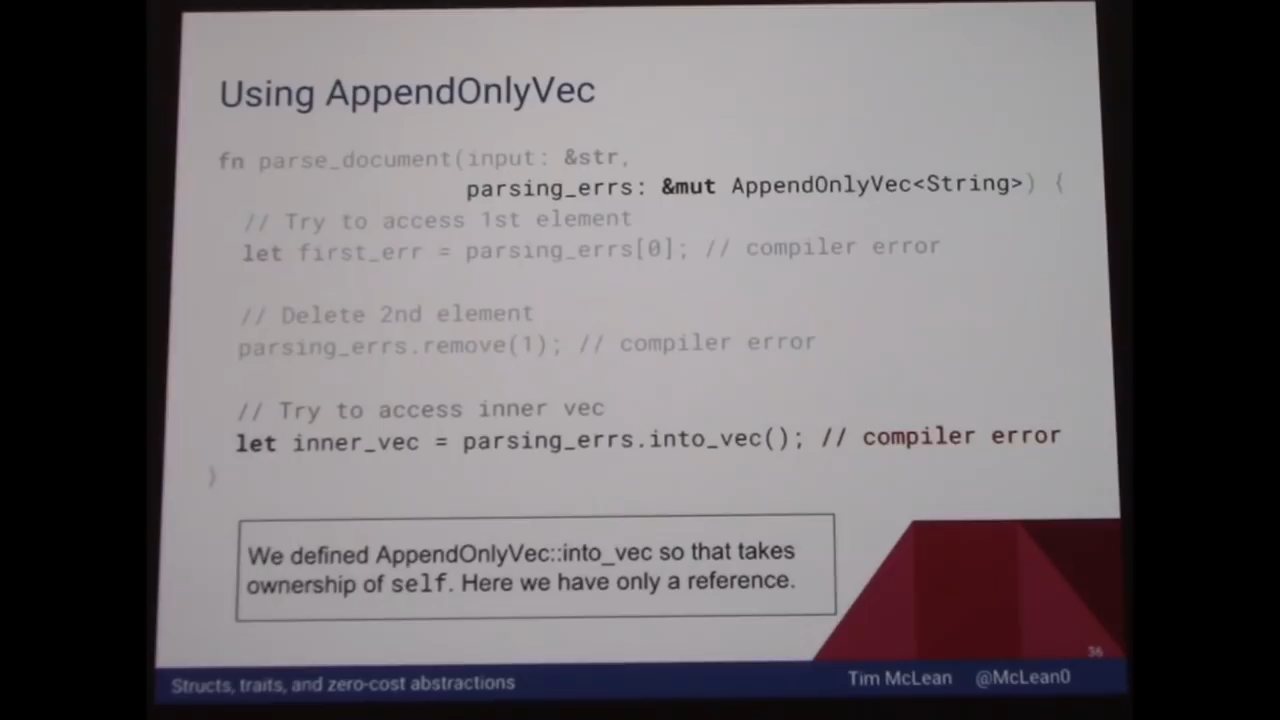 Using AppendOnlyVec
fn parse_document(input: &str,
parsing_errs: &mut AppendOnlyVec<String>) {
// Try to access 1st element
let first_err = parsing_errs[0]; // compiler error
// Delete 2nd element
parsing_errs.remove(1); // compiler error
// Try to access inner vec
let inner_vec = parsing_errs.into_vec(); // compiler error
}
We defined AppendOnlyVec::into_vec so that takes
ownership of self. Here we have only a reference.
36
Structs, traits, and zero-cost abstractions
Tim McLean @McLean0